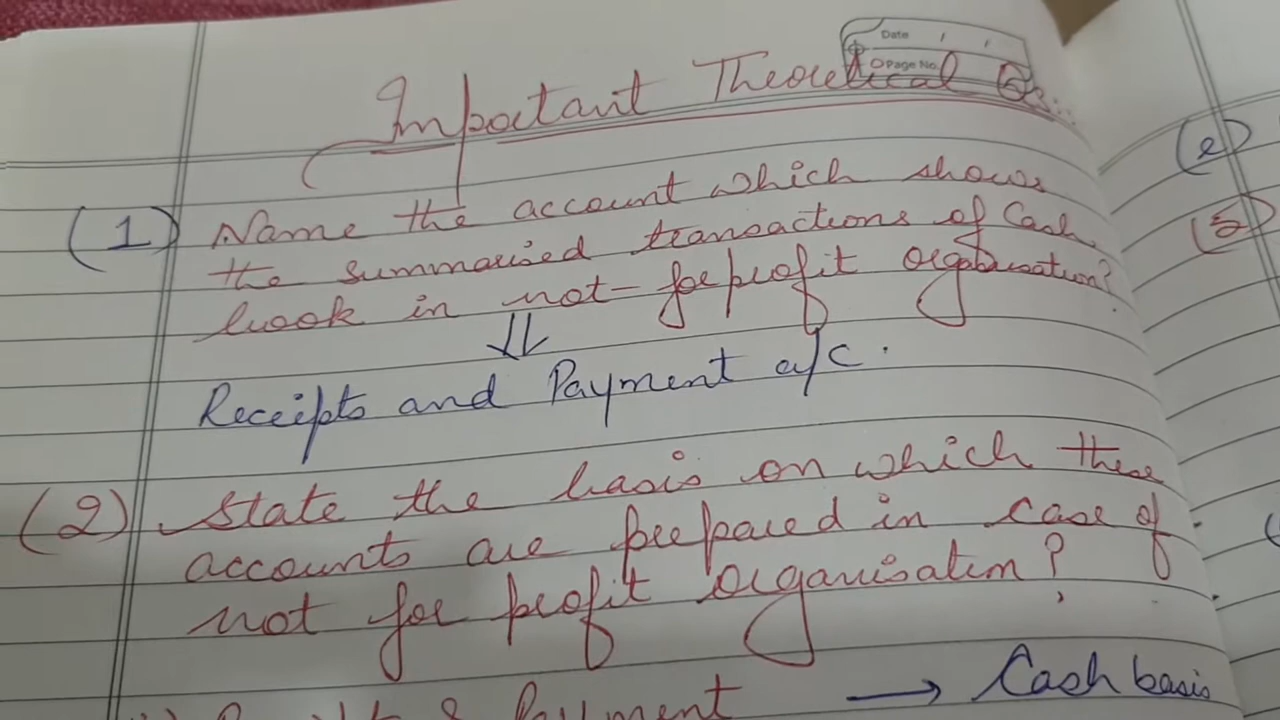 Date / /
Page No.
Important Theoretical Qs...
(1) Name the account which shows
the summarised transactions of Cash
book in not-for profit organisation?
Receipts and Payment a/c.
(2) State the basis on which these
accounts are prepared in case of
not for profit organisation?
& Payment → Cash basis
(2)